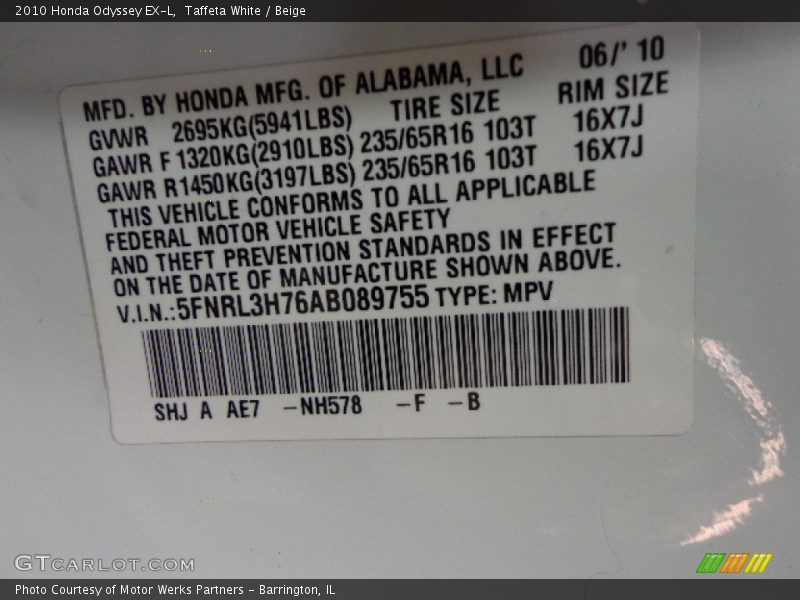 2010 Honda Odyssey EX-L,  Taffeta White / Beige
MFD. BY HONDA MFG. OF ALABAMA, LLC 06/' 10
GVWR 2695KG(5941LBS) TIRE SIZE RIM SIZE
GAWR F 1320KG(2910LBS) 235/65R16 103T 16X7J
GAWR R1450KG(3197LBS) 235/65R16 103T 16X7J
THIS VEHICLE CONFORMS TO ALL APPLICABLE
FEDERAL MOTOR VEHICLE SAFETY
AND THEFT PREVENTION STANDARDS IN EFFECT
ON THE DATE OF MANUFACTURE SHOWN ABOVE.
V.I.N.:5FNRL3H76AB089755 TYPE: MPV
SHJ A AE7 -NH578 -F -B
GTCARLOT.COM
Photo Courtesy of Motor Werks Partners - Barrington, IL